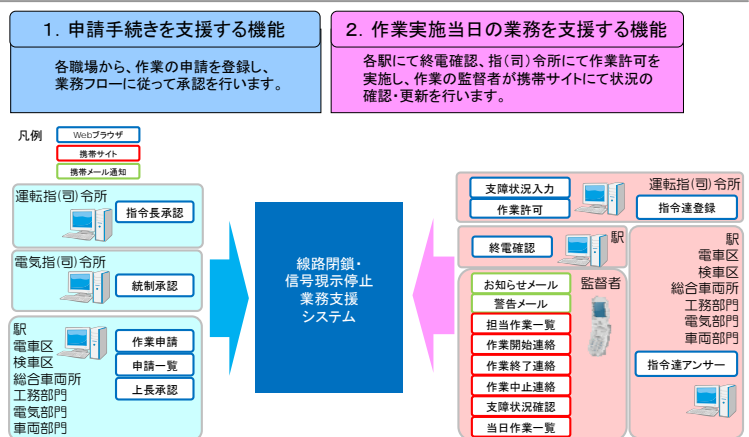 1. 申請手続きを支援する機能
各職場から、作業の申請を登録し、
業務フローに従って承認を行います。
2. 作業実施当日の業務を支援する機能
各駅にて終電確認、指(司)令所にて作業許可を
実施し、作業の監督者が携帯サイトにて状況の
確認・更新を行います。
凡例
Webブラウザ
携帯サイト
携帯メール通知
運転指(司)令所
指令長承認
電気指(司)令所
統制承認
駅
電車区
検車区
総合車両所
工務部門
電気部門
車両部門
作業申請
申請一覧
上長承認
線路閉鎖・
信号現示停止
業務支援
システム
運転指(司)令所
支障状況入力
作業許可
指令達登録
駅
終電確認
監督者
お知らせメール
警告メール
担当作業一覧
作業開始連絡
作業終了連絡
作業中止連絡
支障状況確認
当日作業一覧
駅
電車区
検車区
総合車両所
工務部門
電気部門
車両部門
指令達アンサー